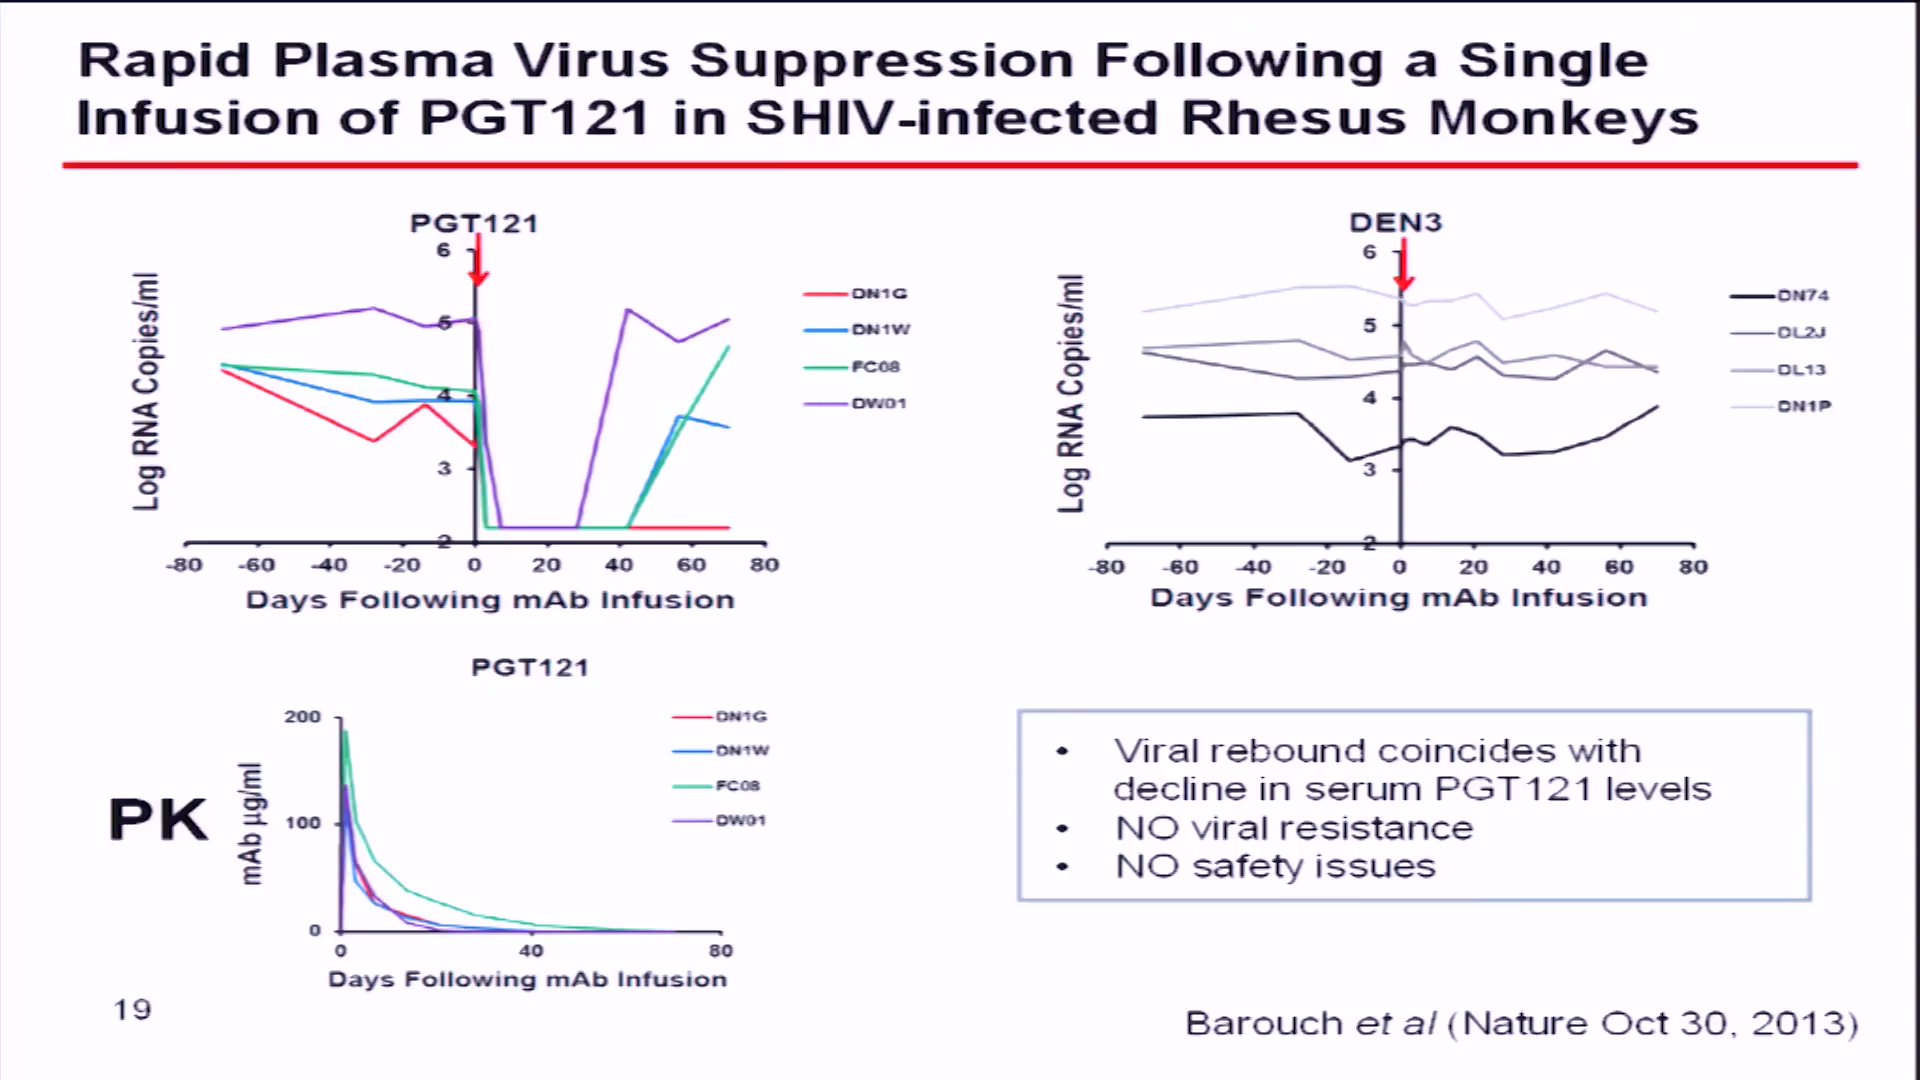 Rapid Plasma Virus Suppression Following a Single
Infusion of PGT121 in SHIV-infected Rhesus Monkeys
PGT121
Log RNA Copies/ml
6
5
4
3
2
-80 -60 -40 -20 0 20 40 60 80
Days Following mAb Infusion
DN1G
DN1W
FC08
DW01
DEN3
Log RNA Copies/ml
6
5
4
3
2
-80 -60 -40 -20 0 20 40 60 80
Days Following mAb Infusion
DN74
DL2J
DL13
DN1P
PK
PGT121
mAb µg/ml
200
100
0
0 40 80
Days Following mAb Infusion
DN1G
DN1W
FC08
DW01
• Viral rebound coincides with
decline in serum PGT121 levels
• NO viral resistance
• NO safety issues
19
Barouch et al (Nature Oct 30, 2013)